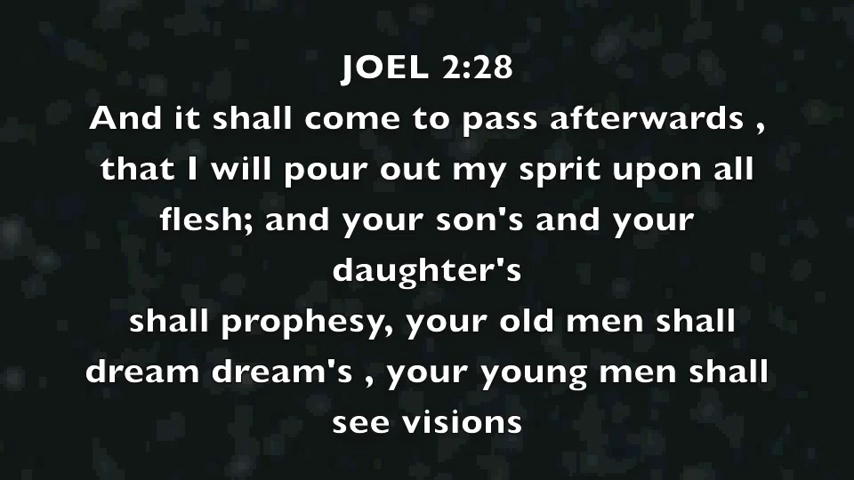 JOEL 2:28
And it shall come to pass afterwards ,
that I will pour out my sprit upon all
flesh; and your son's and your
daughter's
shall prophesy, your old men shall
dream dream's , your young men shall
see visions